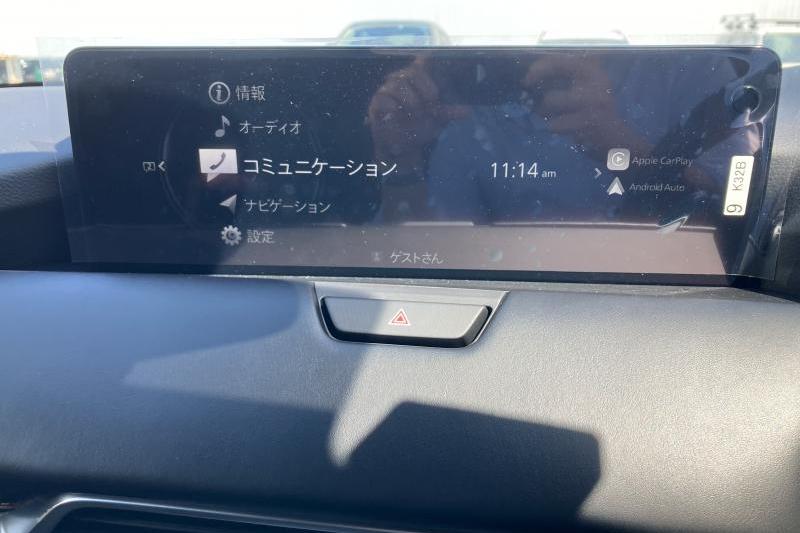 情報
オーディオ
コミュニケーション
ナビゲーション
設定
11:14 am
Apple CarPlay
Android Auto
ゲストさん
9 K32B